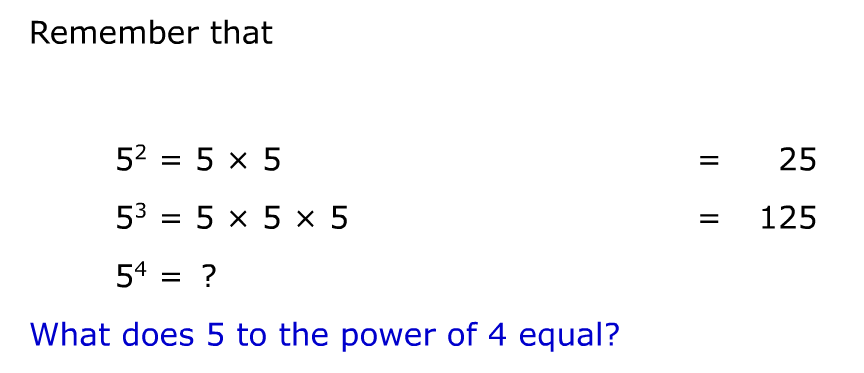 Remember that
5² = 5 × 5 = 25
5³ = 5 × 5 × 5 = 125
5⁴ = ?
What does 5 to the power of 4 equal?